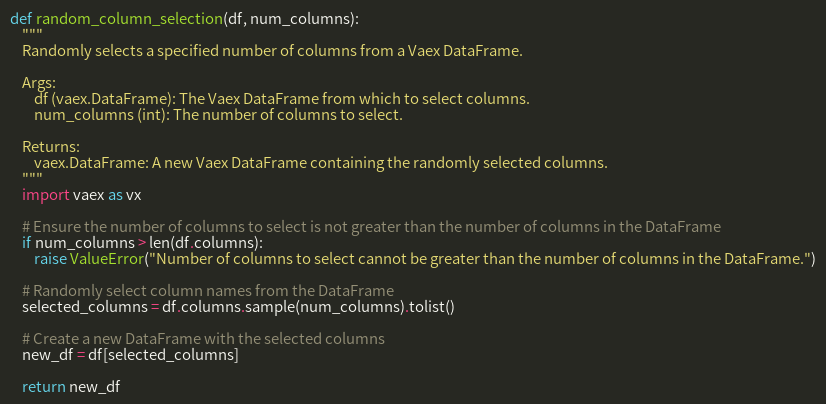 def random_column_selection(df, num_columns):
"""
Randomly selects a specified number of columns from a Vaex DataFrame.
Args:
df (vaex.DataFrame): The Vaex DataFrame from which to select columns.
num_columns (int): The number of columns to select.
Returns:
vaex.DataFrame: A new Vaex DataFrame containing the randomly selected columns.
"""
import vaex as vx
# Ensure the number of columns to select is not greater than the number of columns in the DataFrame
if num_columns > len(df.columns):
raise ValueError("Number of columns to select cannot be greater than the number of columns in the DataFrame.")
# Randomly select column names from the DataFrame
selected_columns = df.columns.sample(num_columns).tolist()
# Create a new DataFrame with the selected columns
new_df = df[selected_columns]
return new_df